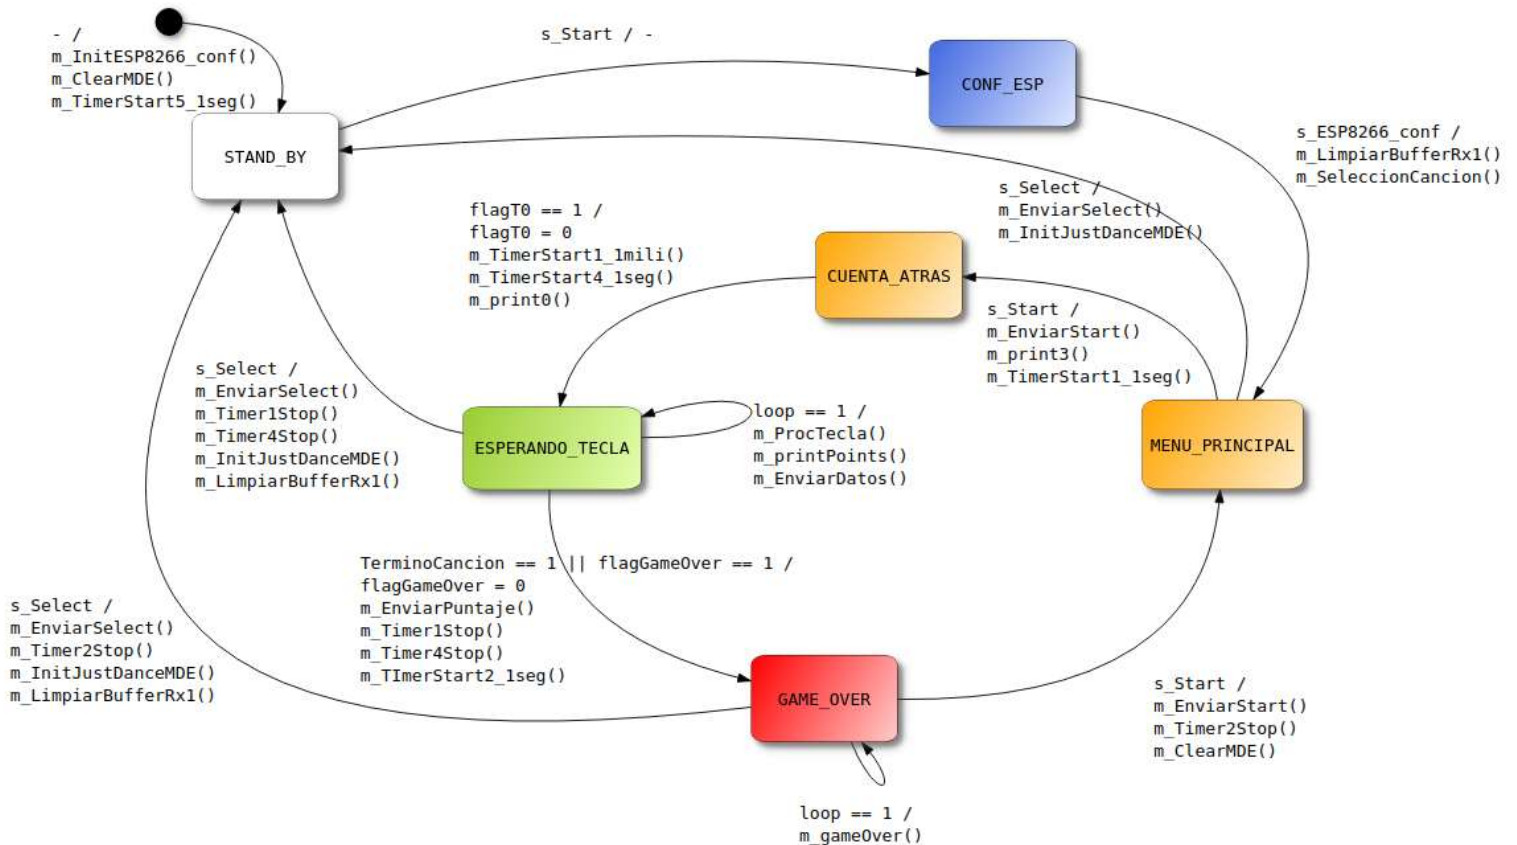 - /
m_InitESP8266_conf()
m_ClearMDE()
m_TimerStart5_1seg()
s_Start / -
CONF_ESP
STAND_BY
s_ESP8266_conf /
m_LimpiarBufferRx1()
m_SeleccionCancion()
s_Select /
m_EnviarSelect()
m_InitJustDanceMDE()
flagT0 == 1 /
flagT0 = 0
m_TimerStart1_1mili()
m_TimerStart4_1seg()
m_print0()
CUENTA_ATRAS
s_Start /
m_EnviarStart()
m_print3()
m_TimerStart1_1seg()
s_Select /
m_EnviarSelect()
m_Timer1Stop()
m_Timer4Stop()
m_InitJustDanceMDE()
m_LimpiarBufferRx1()
ESPERANDO_TECLA
loop == 1 /
m_ProcTecla()
m_printPoints()
m_EnviarDatos()
MENU_PRINCIPAL
TerminoCancion == 1 || flagGameOver == 1 /
flagGameOver = 0
m_EnviarPuntaje()
m_Timer1Stop()
m_Timer4Stop()
m_TImerStart2_1seg()
s_Select /
m_EnviarSelect()
m_Timer2Stop()
m_InitJustDanceMDE()
m_LimpiarBufferRx1()
GAME_OVER
s_Start /
m_EnviarStart()
m_Timer2Stop()
m_ClearMDE()
loop == 1 /
m_gameOver()